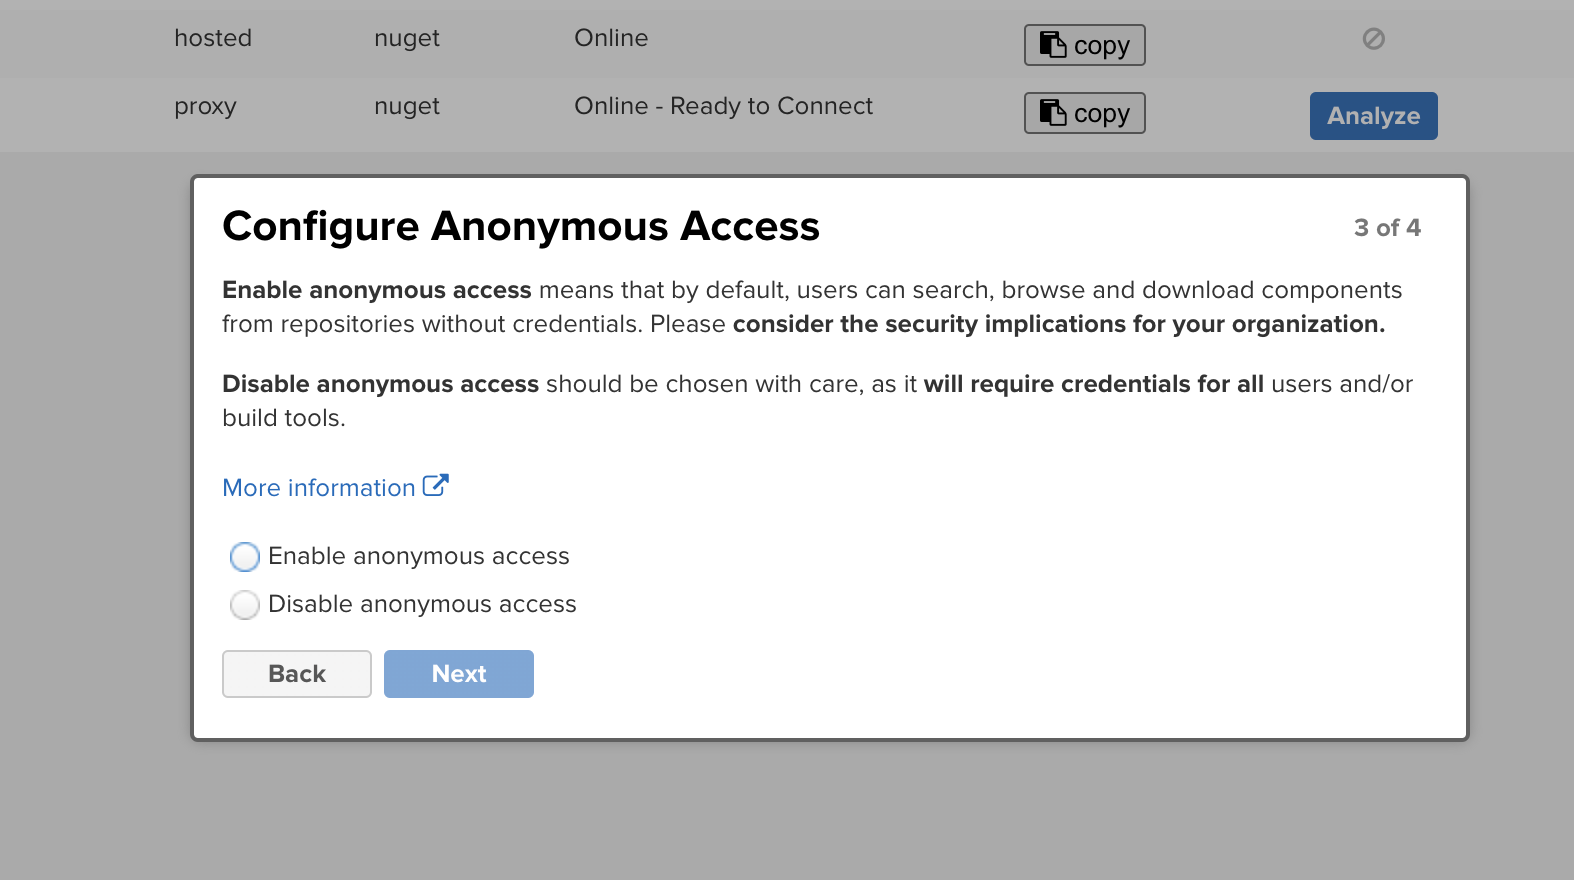 hosted nuget Online copy
proxy nuget Online - Ready to Connect copy Analyze
Configure Anonymous Access 3 of 4
Enable anonymous access means that by default, users can search, browse and download components
from repositories without credentials. Please consider the security implications for your organization.
Disable anonymous access should be chosen with care, as it will require credentials for all users and/or
build tools.
More information
Enable anonymous access
Disable anonymous access
Back Next